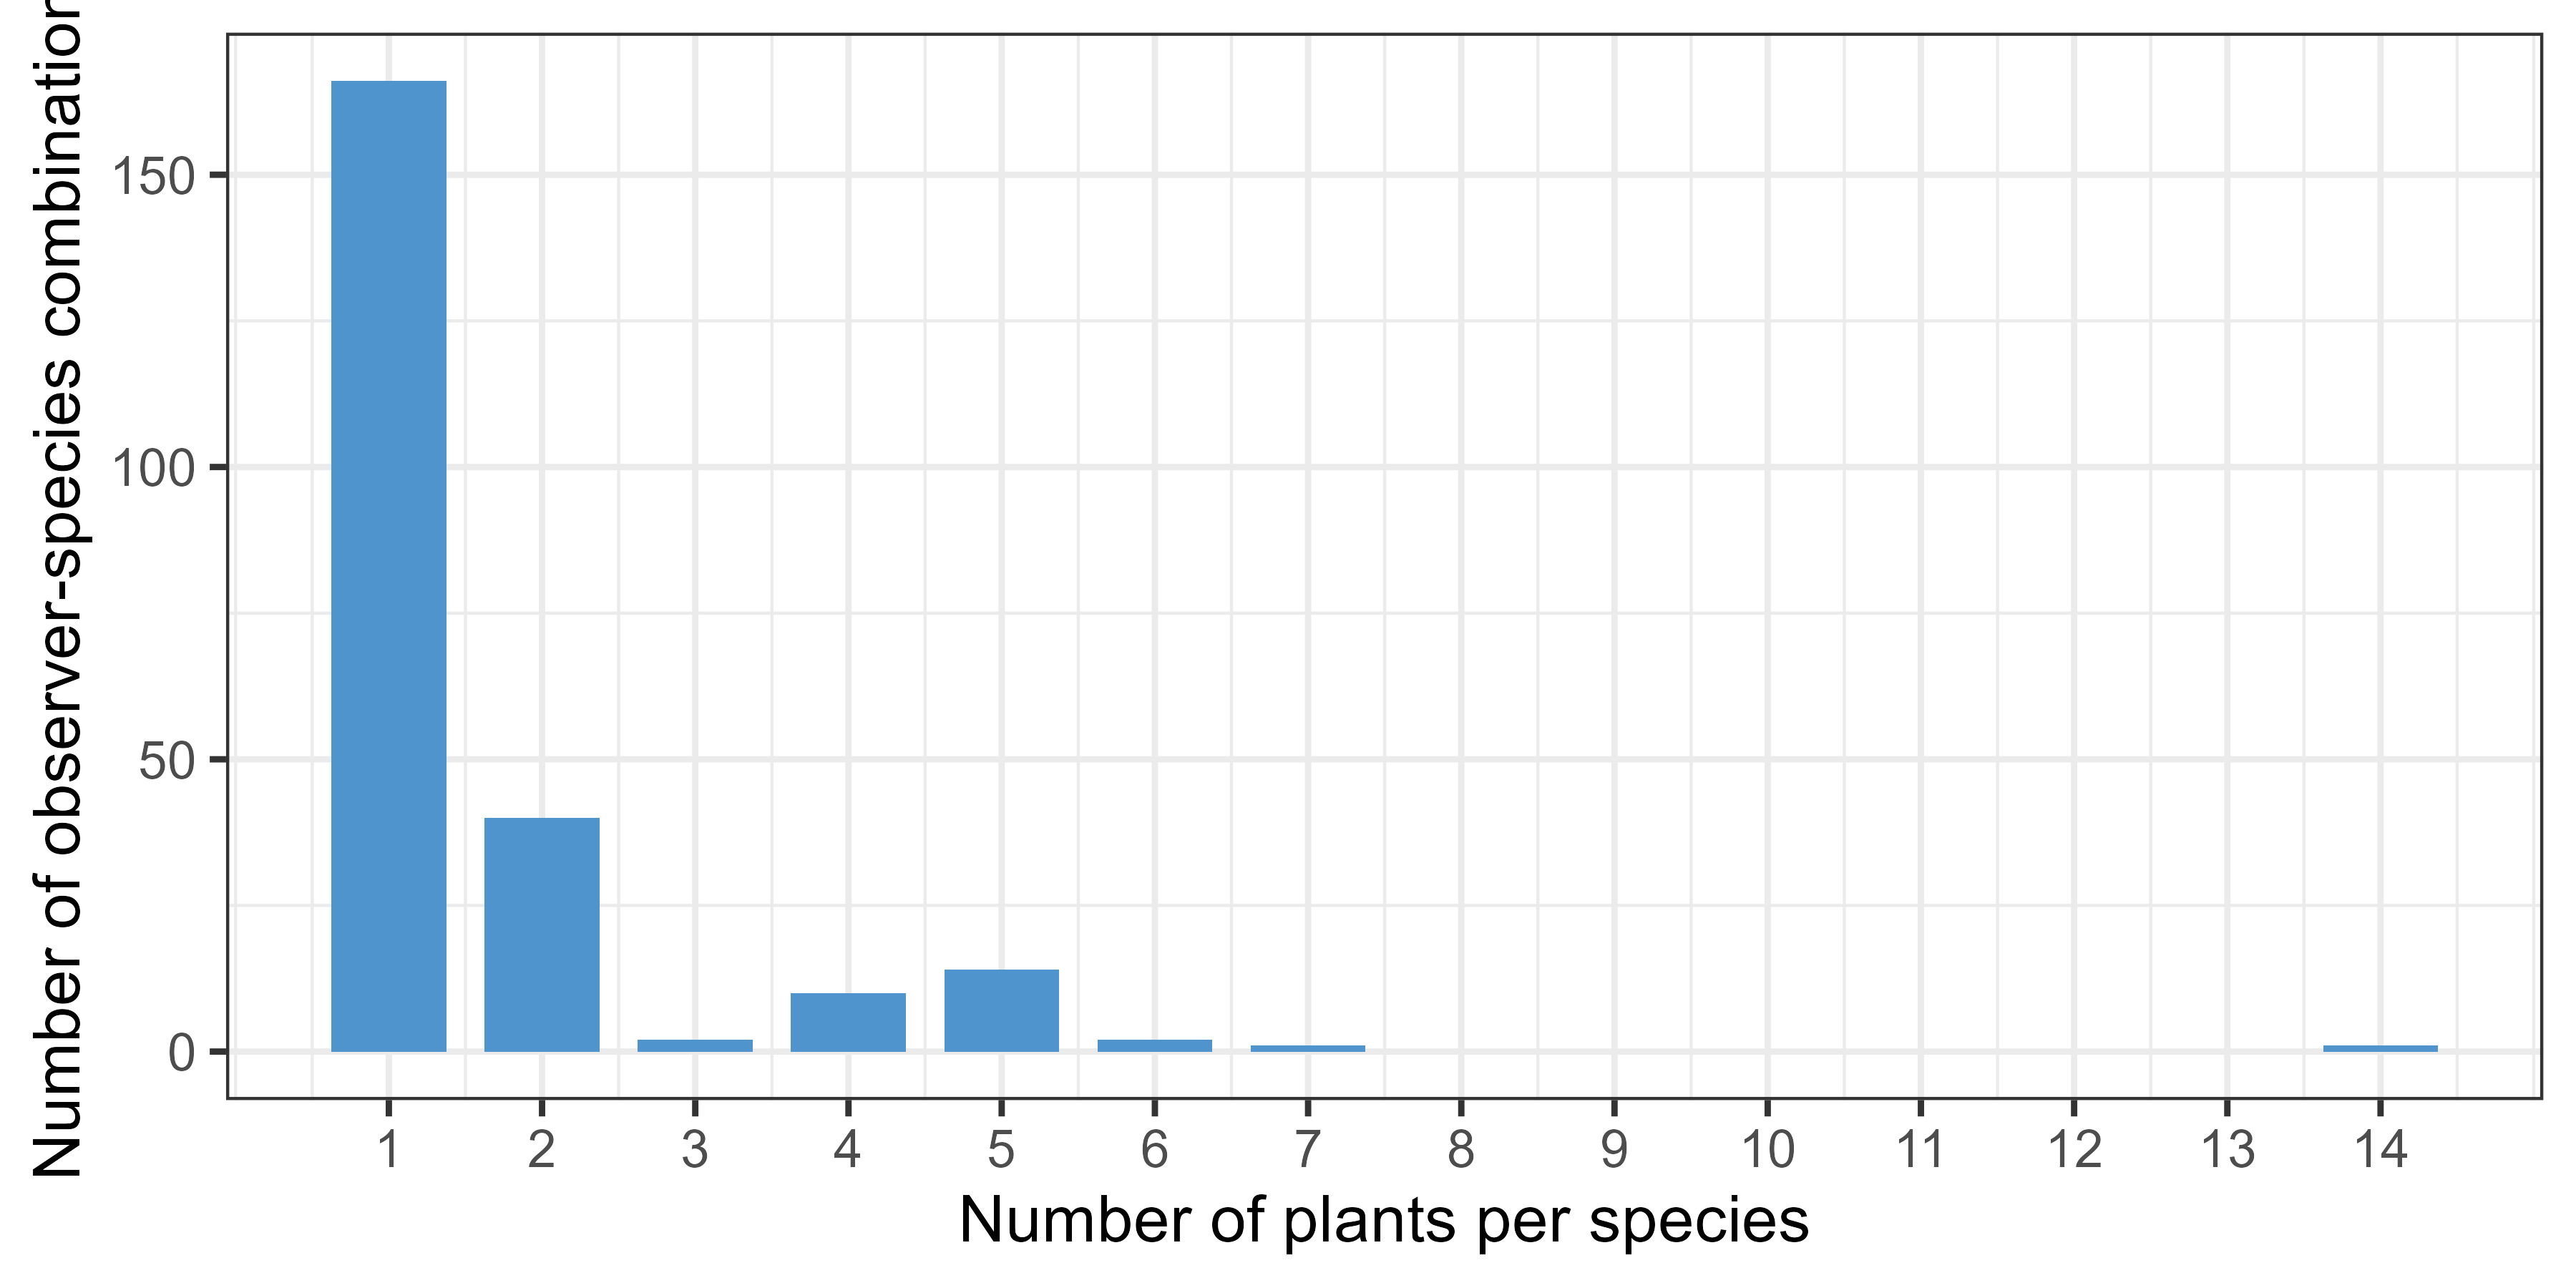 Number of observer-species combination
150
100
50
0
1 2 3 4 5 6 7 8 9 10 11 12 13 14
Number of plants per species